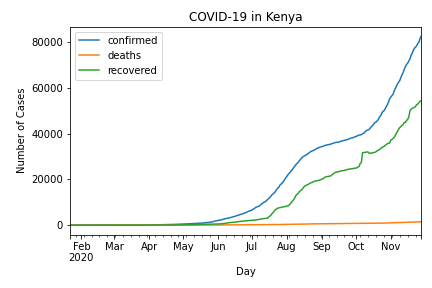 COVID-19 in Kenya
confirmed
deaths
recovered
Number of Cases
80000
60000
40000
20000
0
Feb Mar Apr May Jun Jul Aug Sep Oct Nov
2020
Day